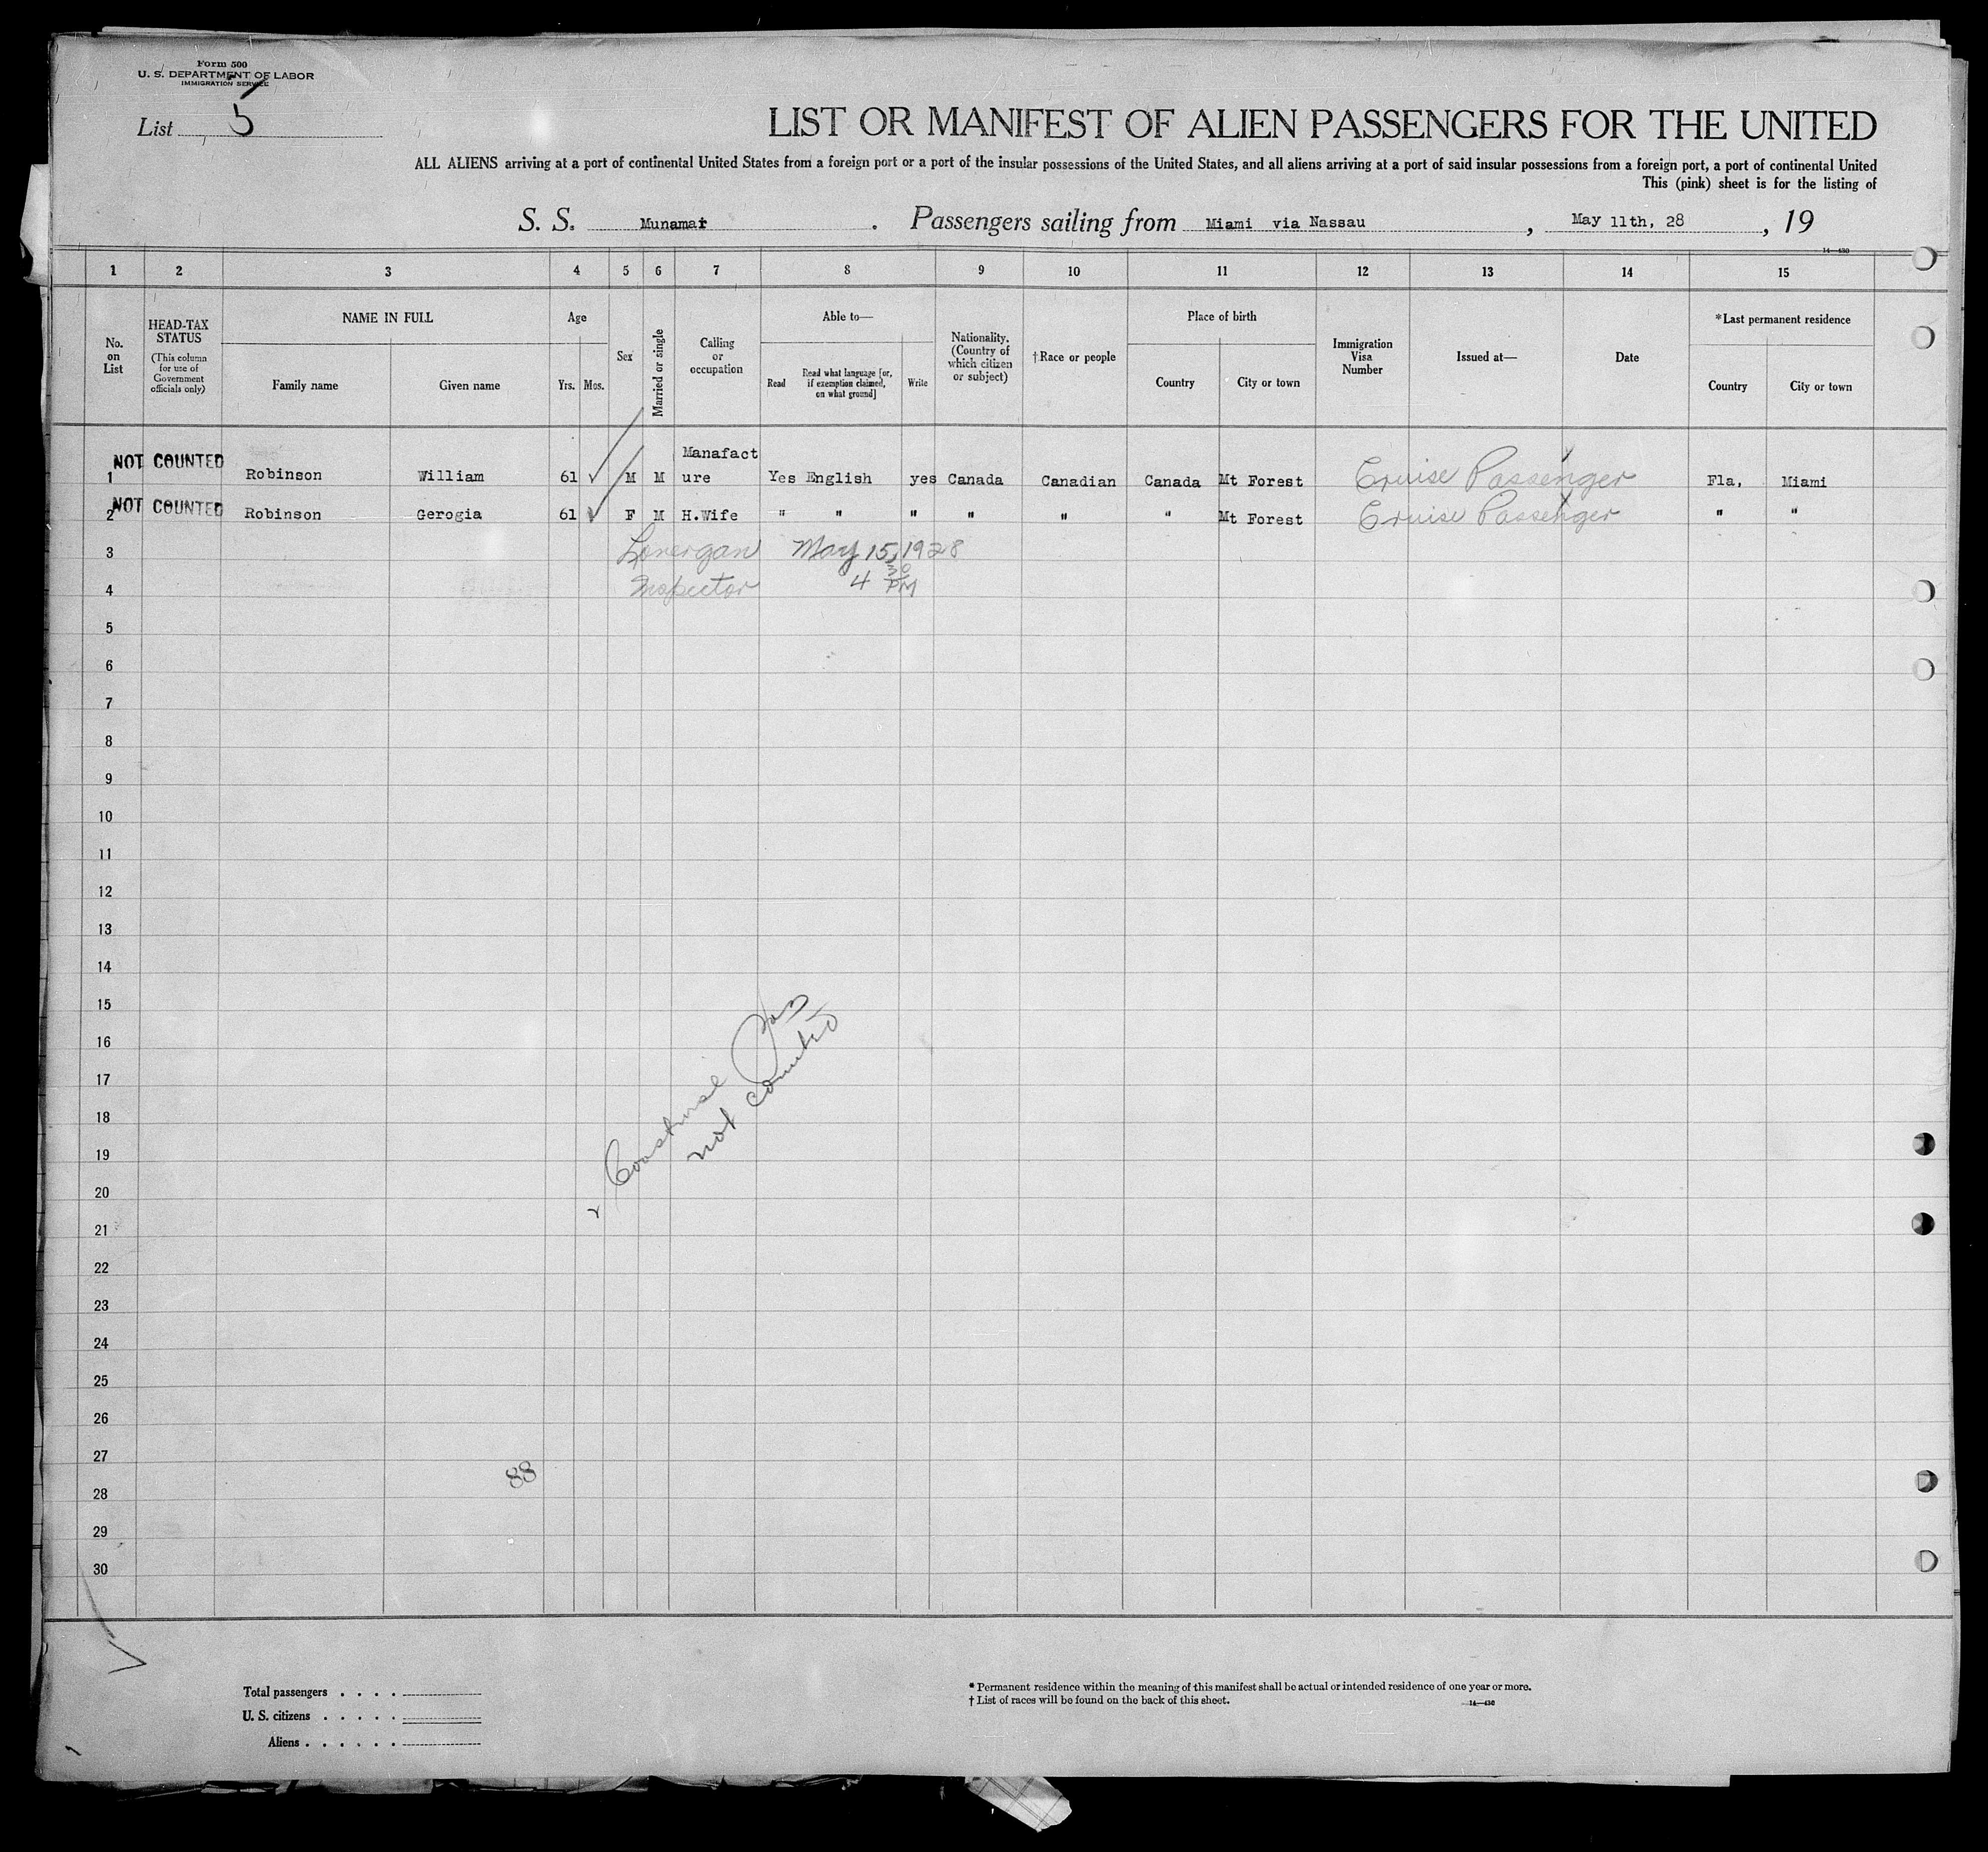 Form 500
U. S. DEPARTMENT OF LABOR
IMMIGRATION SERVICE
List 5
LIST OR MANIFEST OF ALIEN PASSENGERS FOR THE UNITED
ALL ALIENS arriving at a port of continental United States from a foreign port or a port of the insular possessions of the United States, and all aliens arriving at a port of said insular possessions from a foreign port, a port of continental United
This (pink) sheet is for the listing of
S. S. Munamar . Passengers sailing from Miami via Nassau , May 11th, 28 , 19
14—430
1 2 3 4 5 6 7 8 9 10 11 12 13 14 15
No. on List
HEAD-TAX STATUS
(This column for use of Government officials only)
NAME IN FULL
Family name
Given name
Age
Yrs. Mos.
Sex
Married or single
Calling or occupation
Able to—
Read
Read what language [or, if exemption claimed, on what ground]
Write
Nationality. (Country of which citizen or subject)
†Race or people
Place of birth
Country
City or town
Immigration Visa Number
Issued at—
Date
*Last permanent residence
Country
City or town
NOT COUNTED
Manafact
1 Robinson William 61 M M ure Yes English yes Canada Canadian Canada Mt Forest Cruise Passenger Fla, Miami
NOT COUNTED
2 Robinson Gerogia 61 F M H.Wife " " " " " " Mt Forest Cruise Passenger " "
3 Lonergan May 15, 1928
4 Inspector 4 30 PM
5
6
7
8
9
10
11
12
13
14
15
16
17
18
19
20
21
22
23
24
25
26
27
28
29
30
Coastwise Pas
not counted
88
Total passengers . . . .
U. S. citizens . . . . .
Aliens . . . . . .
* Permanent residence within the meaning of this manifest shall be actual or intended residence of one year or more.
† List of races will be found on the back of this sheet.
14—430